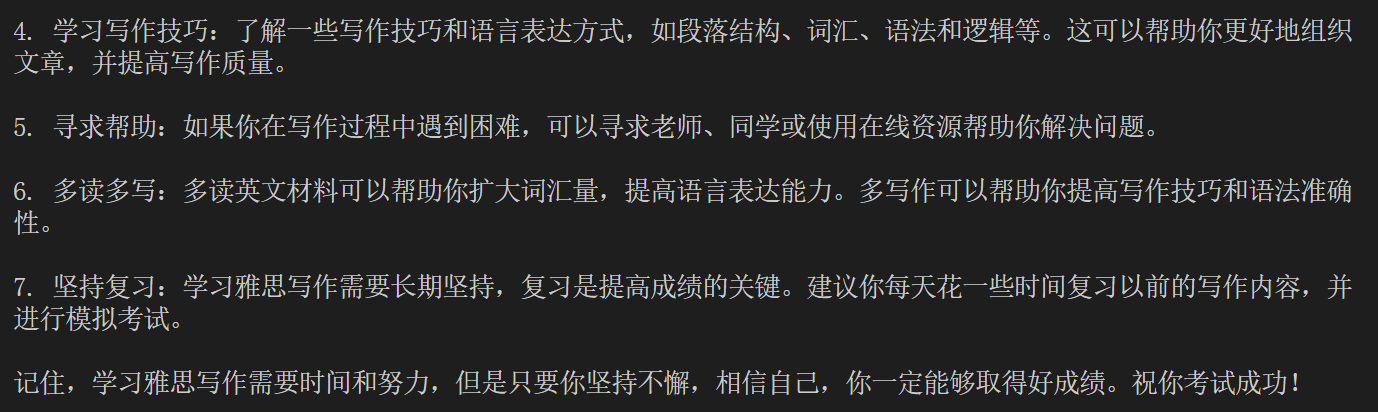 4. 学习写作技巧：了解一些写作技巧和语言表达方式，如段落结构、词汇、语法和逻辑等。这可以帮助你更好地组织
文章，并提高写作质量。
5. 寻求帮助：如果你在写作过程中遇到困难，可以寻求老师、同学或使用在线资源帮助你解决问题。
6. 多读多写：多读英文材料可以帮助你扩大词汇量，提高语言表达能力。多写作可以帮助你提高写作技巧和语法准确
性。
7. 坚持复习：学习雅思写作需要长期坚持，复习是提高成绩的关键。建议你每天花一些时间复习以前的写作内容，并
进行模拟考试。
记住，学习雅思写作需要时间和努力，但是只要你坚持不懈，相信自己，你一定能够取得好成绩。祝你考试成功！